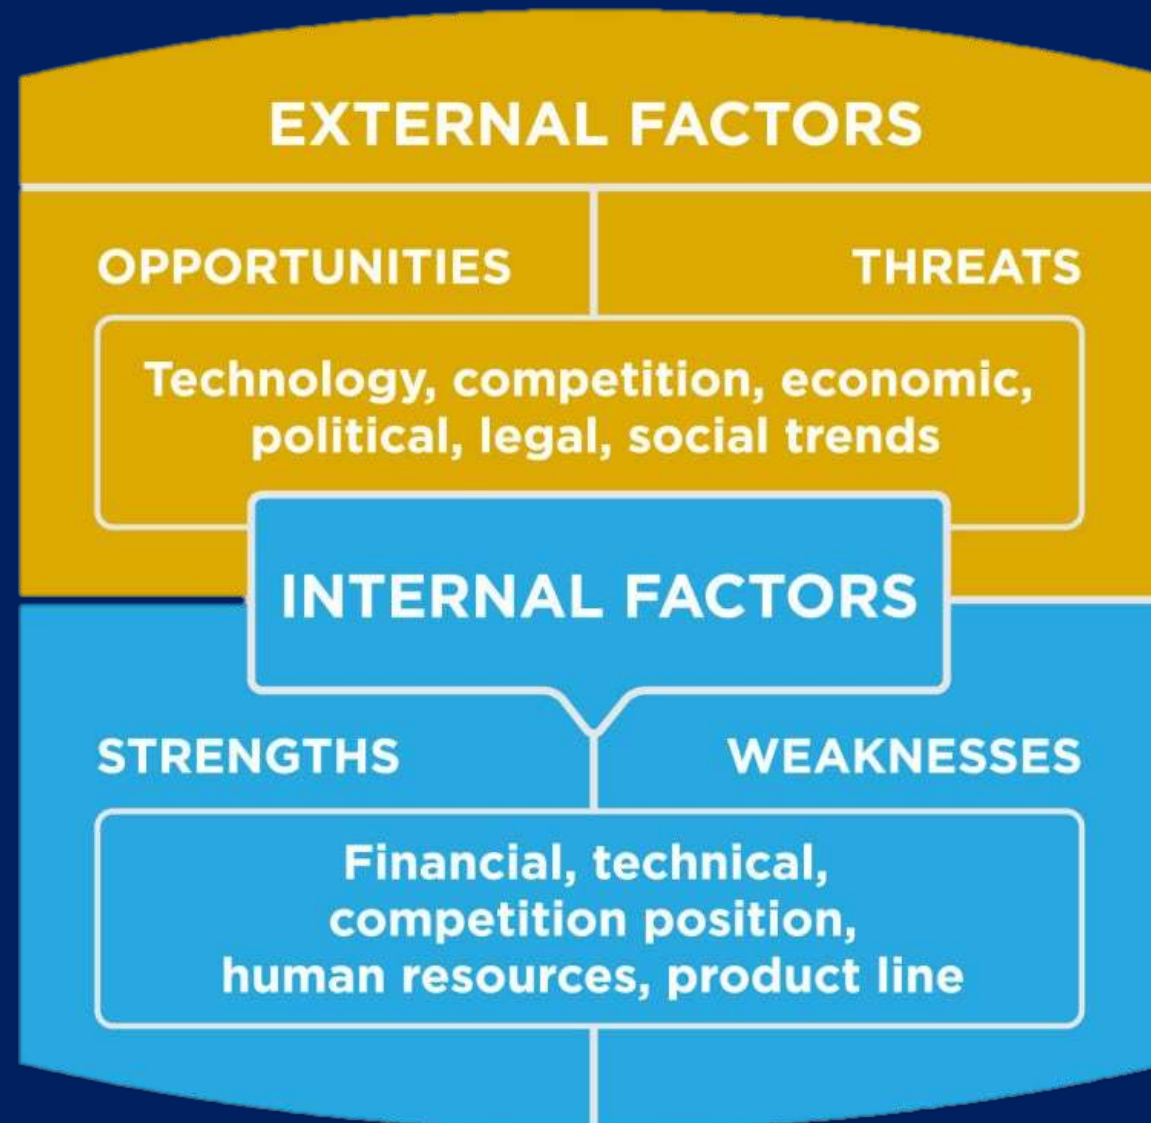 EXTERNAL FACTORS
OPPORTUNITIES
THREATS
Technology, competition, economic,
political, legal, social trends
INTERNAL FACTORS
STRENGTHS
WEAKNESSES
Financial, technical,
competition position,
human resources, product line